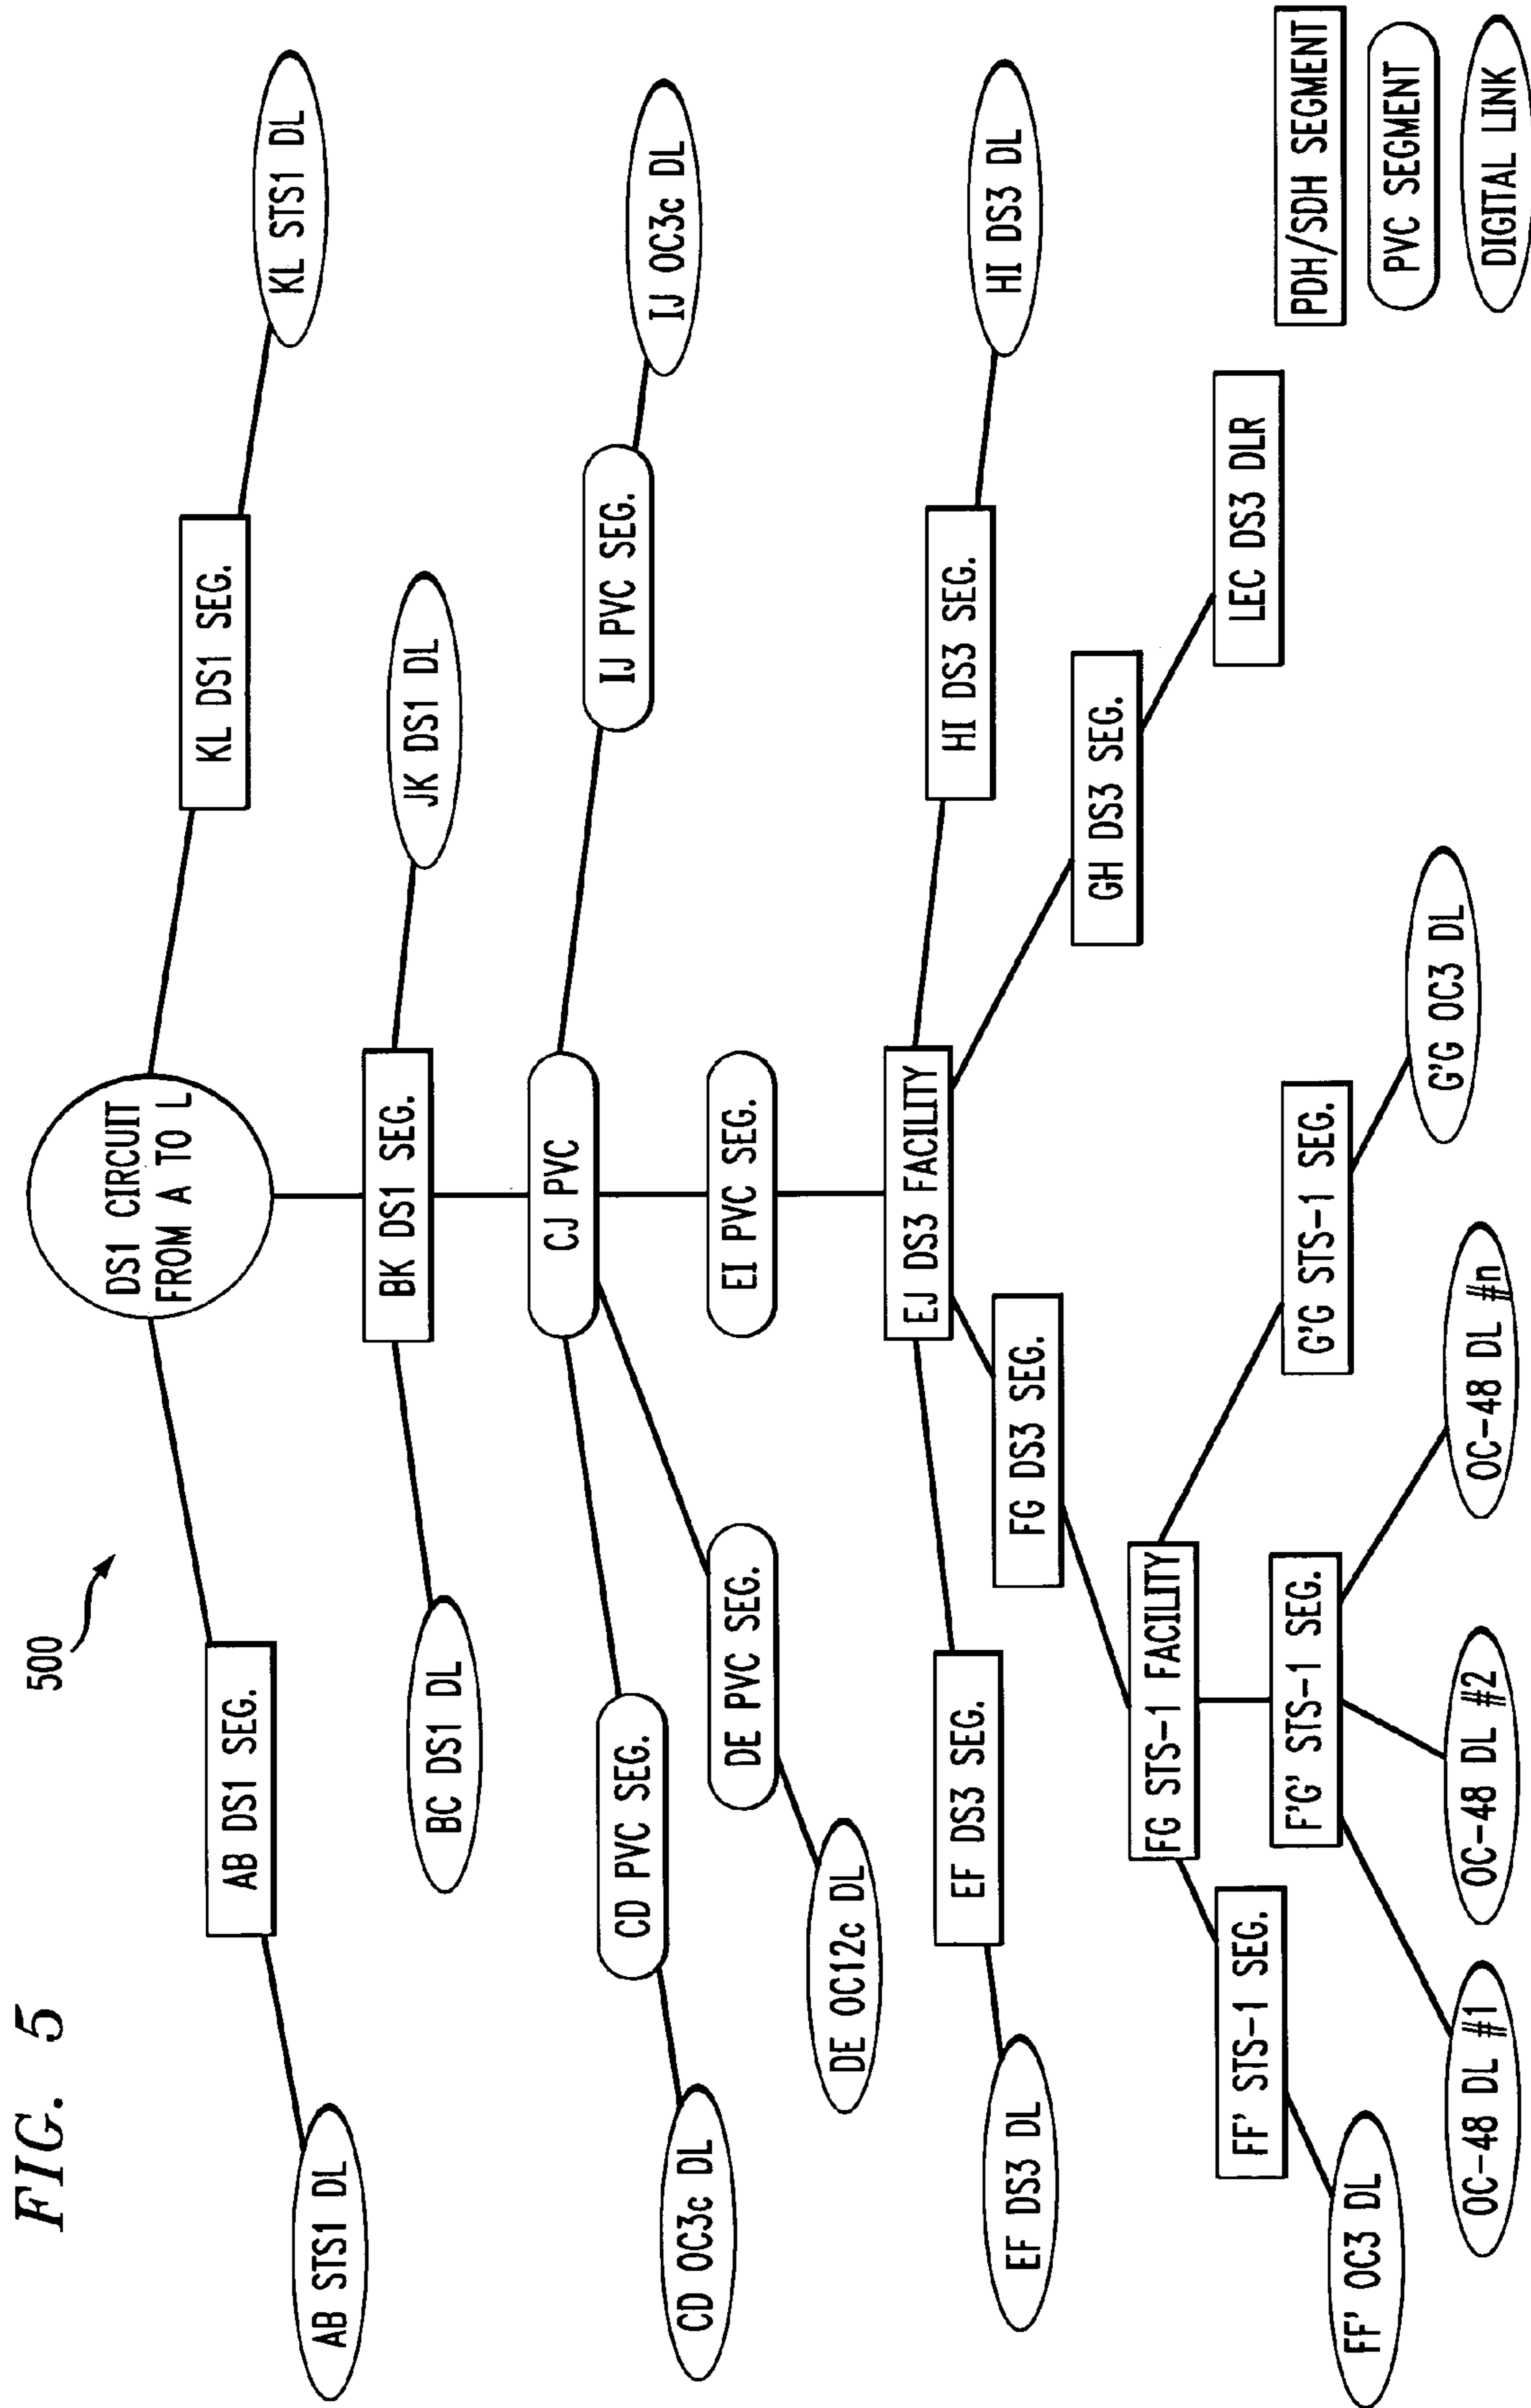 FIG. 5
500
DS1 CIRCUIT
FROM A TO L
AB DS1 SEG.
KL DS1 SEG.
AB STS1 DL
KL STS1 DL
BK DS1 SEG.
BC DS1 DL
JK DS1 DL
CJ PVC
CD PVC SEG.
IJ PVC SEG.
CD OC3c DL
IJ OC3c DL
DE PVC SEG.
EI PVC SEG.
DE OC12c DL
EJ DS3 FACILITY
EF DS3 SEG.
HI DS3 SEG.
EF DS3 DL
HI DS3 DL
FG DS3 SEG.
GH DS3 SEG.
LEC DS3 DLR
FG STS-1 FACILITY
FF' STS-1 SEG.
F'G' STS-1 SEG.
G'G STS-1 SEG.
FF' OC3 DL
G'G OC3 DL
OC-48 DL #1
OC-48 DL #2
OC-48 DL #n
PDH/SDH SEGMENT
PVC SEGMENT
DIGITAL LINK